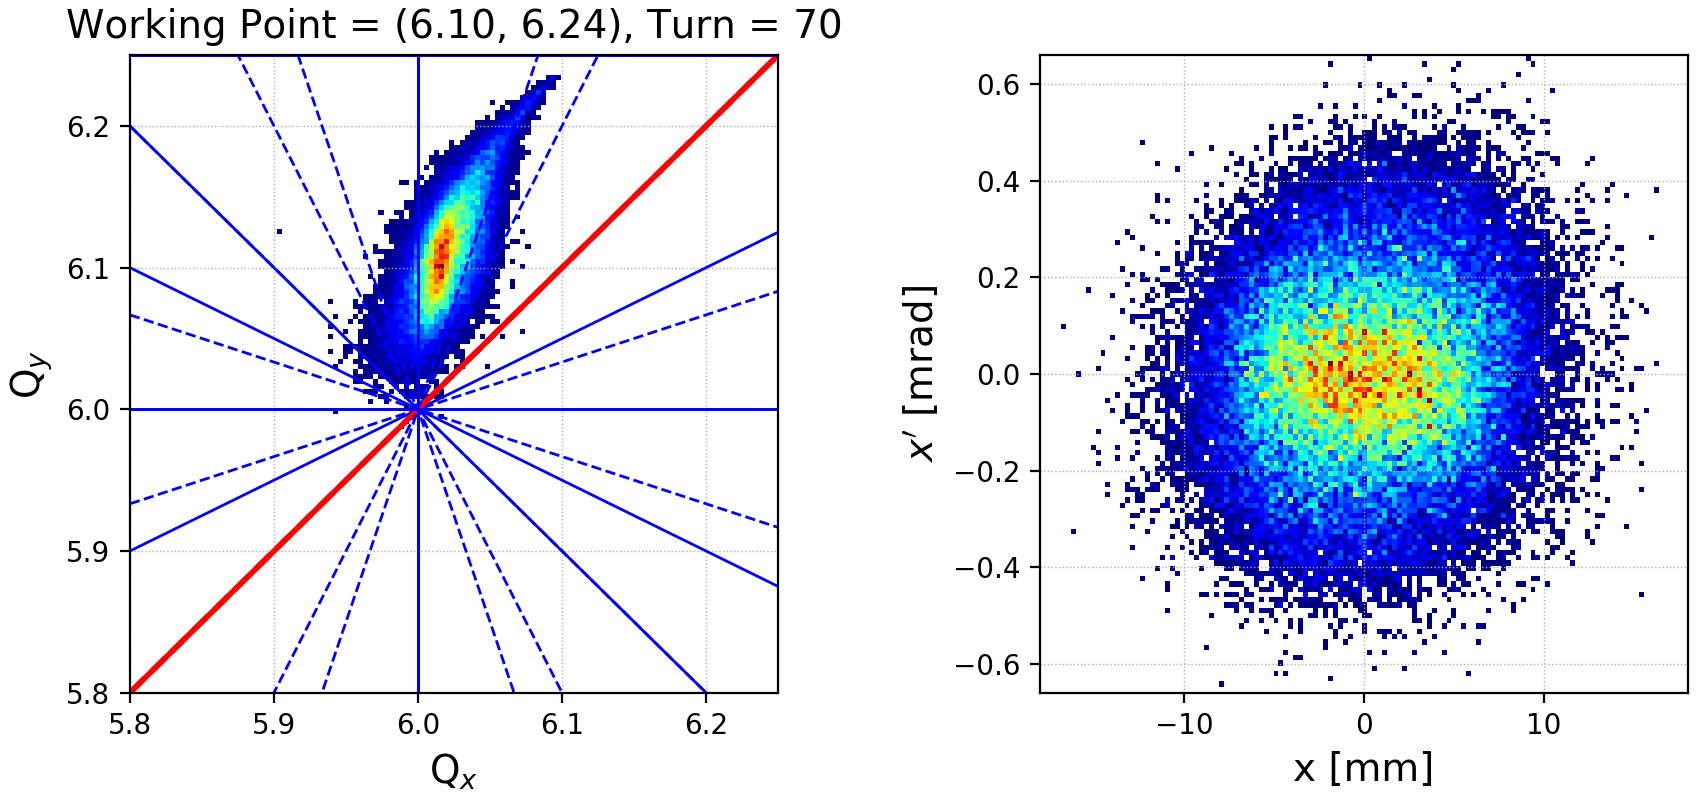 Working Point = (6.10, 6.24), Turn = 70
6.2
6.1
6.0
5.9
5.8
Qy
5.8 5.9 6.0 6.1 6.2
Qx
0.6
0.4
0.2
0.0
−0.2
−0.4
−0.6
x′ [mrad]
−10 0 10
x [mm]